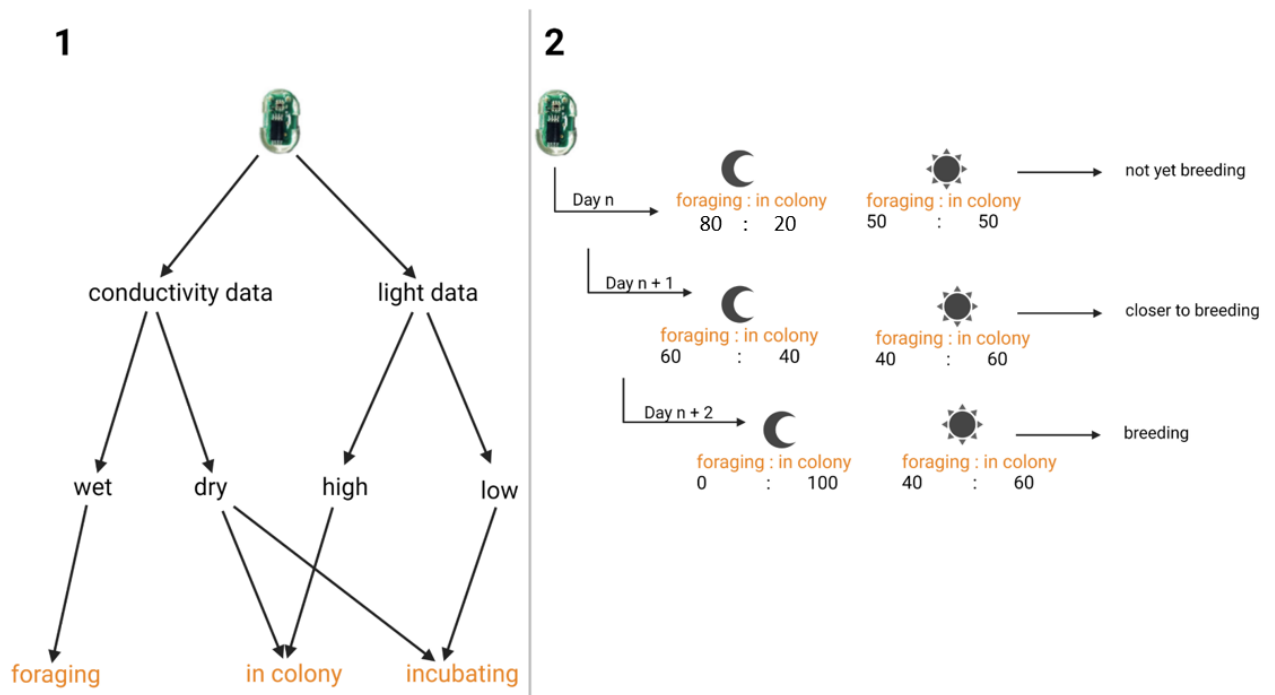 1
conductivity data
light data
wet
dry
high
low
foraging
in colony
incubating
2
Day n
foraging : in colony
80 : 20
foraging : in colony
50 : 50
not yet breeding
Day n + 1
foraging : in colony
60 : 40
foraging : in colony
40 : 60
closer to breeding
Day n + 2
foraging : in colony
0 : 100
foraging : in colony
40 : 60
breeding